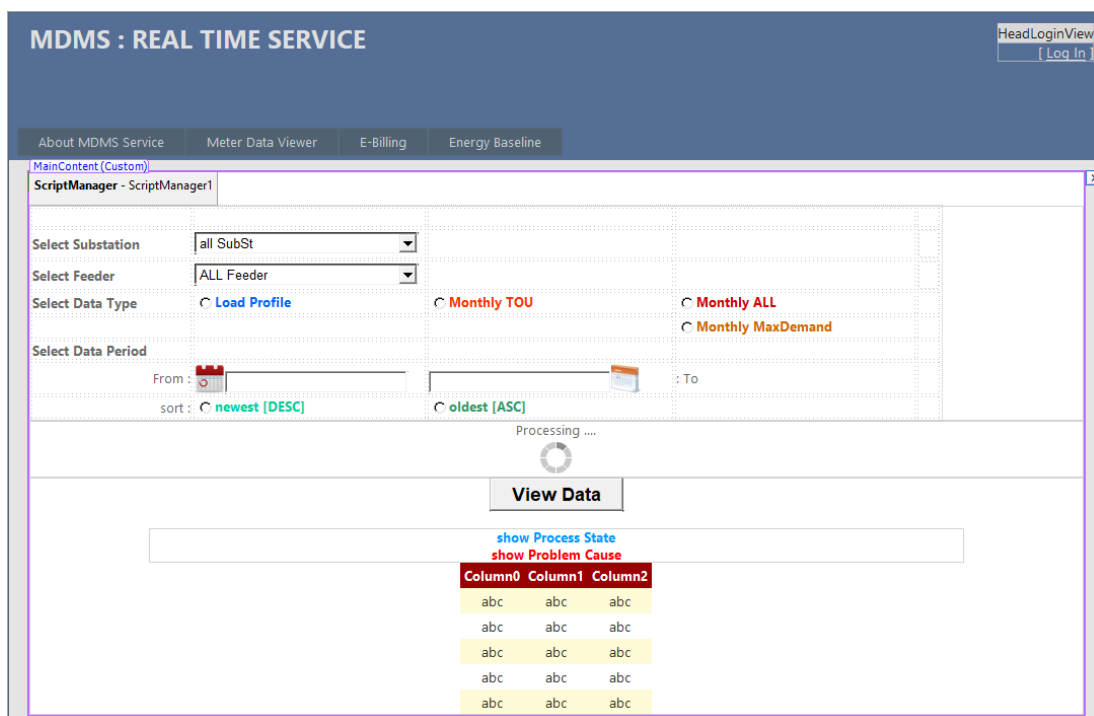 MDMS : REAL TIME SERVICE
HeadLoginView
[ Log In ]
About MDMS Service Meter Data Viewer E-Billing Energy Baseline
MainContent (Custom)
ScriptManager - ScriptManager1
Select Substation all SubSt
Select Feeder ALL Feeder
Select Data Type Load Profile Monthly TOU Monthly ALL
Monthly MaxDemand
Select Data Period
From : : To
sort : newest [DESC] oldest [ASC]
Processing ....
View Data
show Process State
show Problem Cause
Column0 Column1 Column2
abc abc abc
abc abc abc
abc abc abc
abc abc abc
abc abc abc